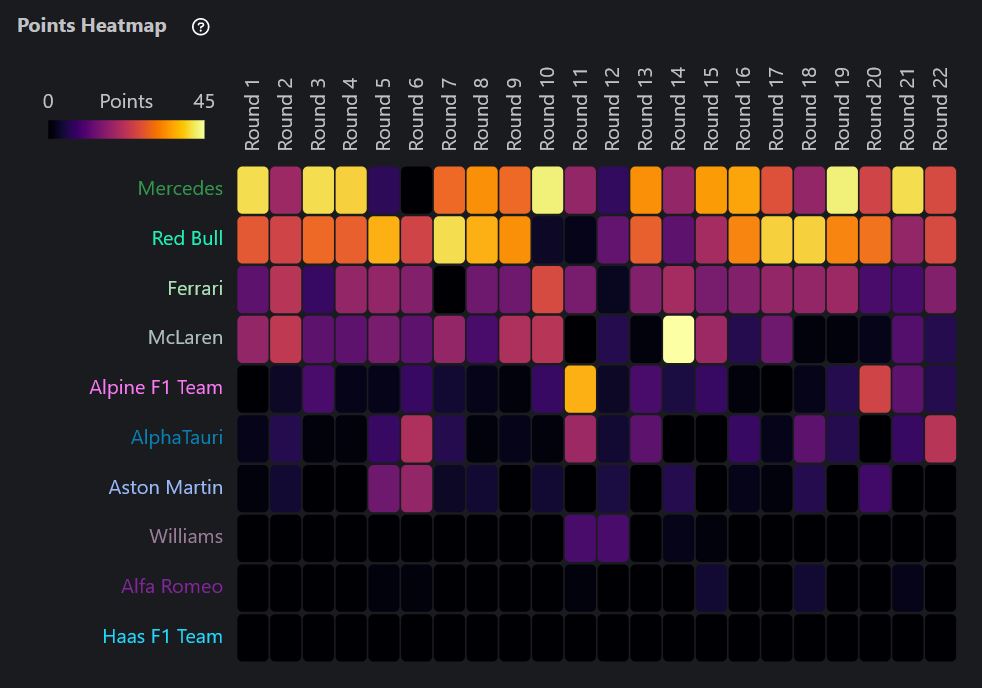 Points Heatmap ?
0 Points 45
Round 1
Round 2
Round 3
Round 4
Round 5
Round 6
Round 7
Round 8
Round 9
Round 10
Round 11
Round 12
Round 13
Round 14
Round 15
Round 16
Round 17
Round 18
Round 19
Round 20
Round 21
Round 22
Mercedes
Red Bull
Ferrari
McLaren
Alpine F1 Team
AlphaTauri
Aston Martin
Williams
Alfa Romeo
Haas F1 Team